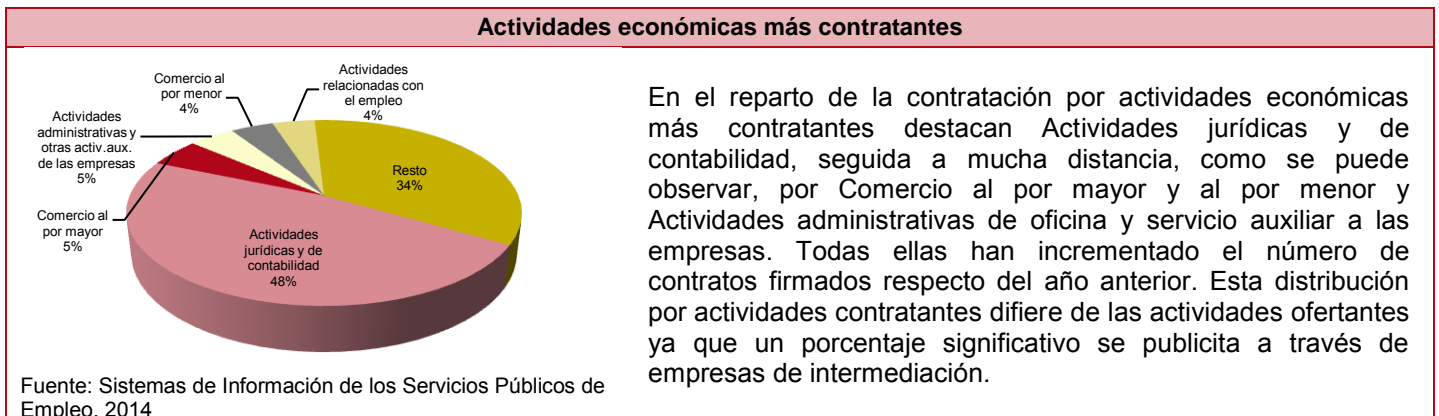 Actividades económicas más contratantes
Actividades
relacionadas con
el empleo
4%
Comercio al
por menor
4%
Actividades
administrativas y
otras activ.aux.
de las empresas
5%
Comercio al
por mayor
5%
Resto
34%
Actividades
jurídicas y de
contabilidad
48%
Fuente: Sistemas de Información de los Servicios Públicos de
Empleo. 2014
En el reparto de la contratación por actividades económicas
más contratantes destacan Actividades jurídicas y de
contabilidad, seguida a mucha distancia, como se puede
observar, por Comercio al por mayor y al por menor y
Actividades administrativas de oficina y servicio auxiliar a las
empresas. Todas ellas han incrementado el número de
contratos firmados respecto del año anterior. Esta distribución
por actividades contratantes difiere de las actividades ofertantes
ya que un porcentaje significativo se publicita a través de
empresas de intermediación.